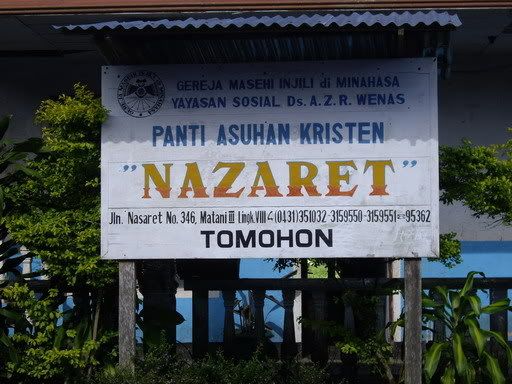 GEREJA MASEHI INJILI di MINAHASA
YAYASAN SOSIAL Ds. A.Z.R. WENAS
PANTI ASUHAN KRISTEN
"NAZARET"
Jln. Nasaret No. 346, Matani III Lingk. VIII (0431) 351032 - 3159550 - 3159551 95362
TOMOHON